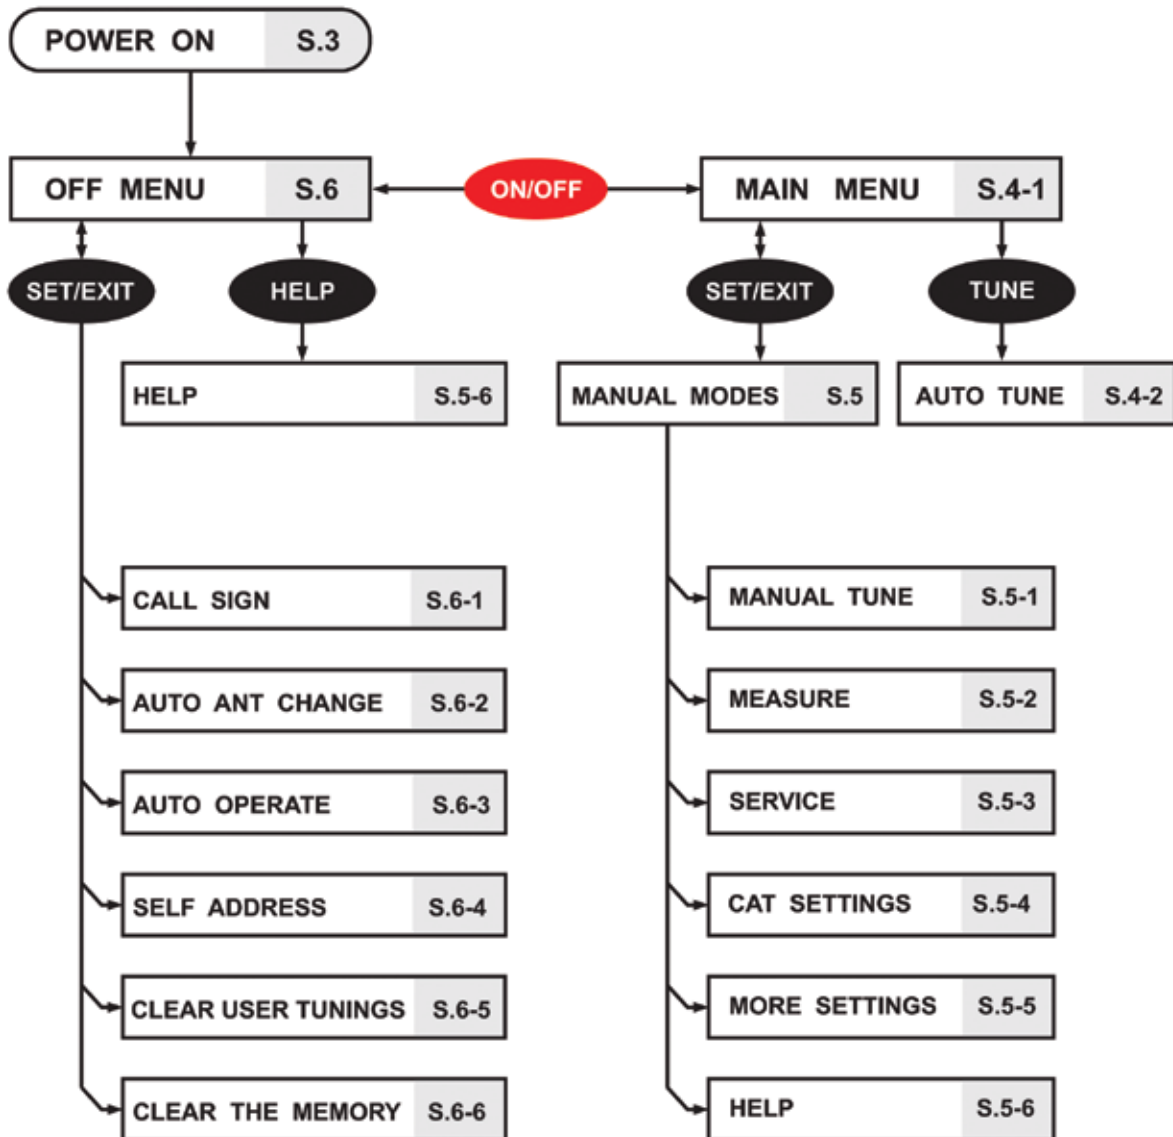 POWER ON S.3
OFF MENU S.6
ON/OFF
MAIN MENU S.4-1
SET/EXIT
HELP
SET/EXIT
TUNE
HELP S.5-6
MANUAL MODES S.5
AUTO TUNE S.4-2
CALL SIGN S.6-1
MANUAL TUNE S.5-1
AUTO ANT CHANGE S.6-2
MEASURE S.5-2
AUTO OPERATE S.6-3
SERVICE S.5-3
SELF ADDRESS S.6-4
CAT SETTINGS S.5-4
CLEAR USER TUNINGS S.6-5
MORE SETTINGS S.5-5
CLEAR THE MEMORY S.6-6
HELP S.5-6